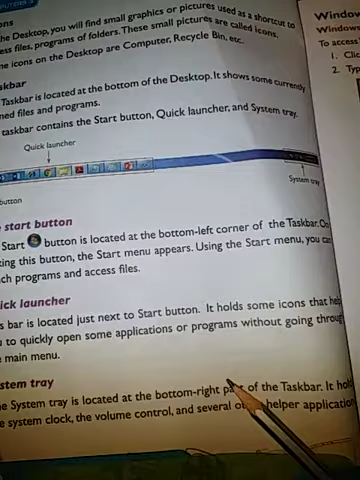 ons
the Desktop, you will find small graphics or pictures used as a shortcut to
ess files, programs of folders. These small pictures are called icons.
me icons on the Desktop are Computer, Recycle Bin, etc.
skbar
Taskbar is located at the bottom of the Desktop. It shows some currently
ned files and programs.
taskbar contains the Start button, Quick launcher, and System tray.
Quick launcher
System tray
button
e start button
Start button is located at the bottom-left corner of the Taskbar. On
king this button, the Start menu appears. Using the Start menu, you can
ch programs and access files.
ick launcher
s bar is located just next to Start button. It holds some icons that help
u to quickly open some applications or programs without going through
e main menu.
stem tray
e System tray is located at the bottom-right of the Taskbar. It hold
e system clock, the volume control, and several helper application
Window
Windows
To access
1. Clic
2. Typ